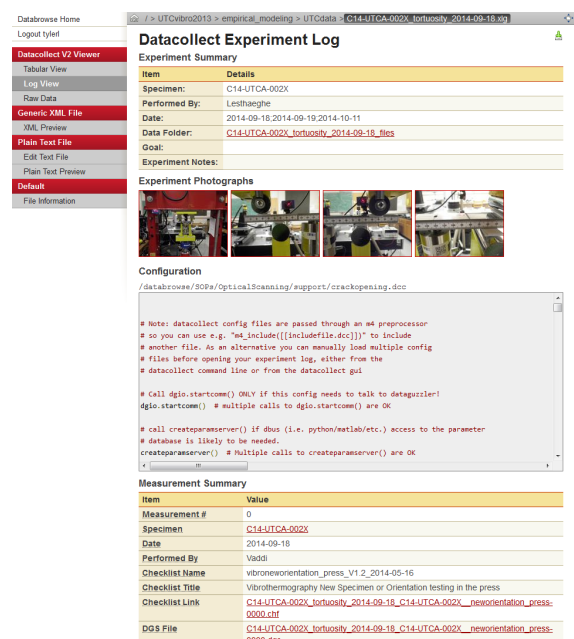 Databrowse Home
Logout tylerl
Datacollect V2 Viewer
Tabular View
Log View
Raw Data
Generic XML File
XML Preview
Plain Text File
Edit Text File
Plain Text Preview
Default
File Information
/ > UTCvibro2013 > empirical_modeling > UTCdata > C14-UTCA-002X_tortuosity_2014-09-18.xlg
Datacollect Experiment Log
Experiment Summary
Item Details
Specimen: C14-UTCA-002X
Performed By: Lesthaeghe
Date: 2014-09-18;2014-09-19;2014-10-11
Data Folder: C14-UTCA-002X_tortuosity_2014-09-18_files
Goal:
Experiment Notes:
Experiment Photographs
Configuration
/databrowse/SOPs/OpticalScanning/support/crackopening.dcc
# Note: datacollect config files are passed through an m4 preprocessor
# so you can use e.g. "m4_include([[includefile.dcc]])" to include
# another file. As an alternative you can manually load multiple config
# files before opening your experiment log, either from the
# datacollect command line or from the datacollect gui
# Call dgio.startcomm() ONLY if this config needs to talk to dataguzzler!
dgio.startcomm() # multiple calls to dgio.startcomm() are OK
# call createparamserver() if dbus (i.e. python/matlab/etc.) access to the parameter
# database is likely to be needed.
createparamserver() # Multiple calls to createparamserver() are OK
Measurement Summary
Item Value
Measurement # 0
Specimen C14-UTCA-002X
Date 2014-09-18
Performed By Vaddi
Checklist Name vibroneworientation_press_V1.2_2014-05-16
Checklist Title Vibrothermography New Specimen or Orientation testing in the press
Checklist Link C14-UTCA-002X_tortuosity_2014-09-18_C14-UTCA-002X__neworientation_press-
0000.chf
DGS File C14-UTCA-002X_tortuosity_2014-09-18_C14-UTCA-002X__neworientation_press-